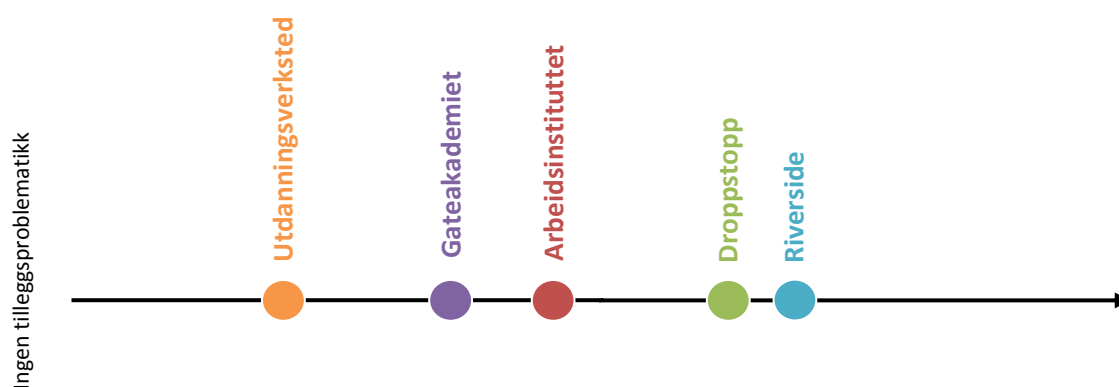 Ingen tilleggsproblematikk
Utdanningsverksted
Gateakademiet
Arbeidsinstituttet
Droppstopp
Riverside